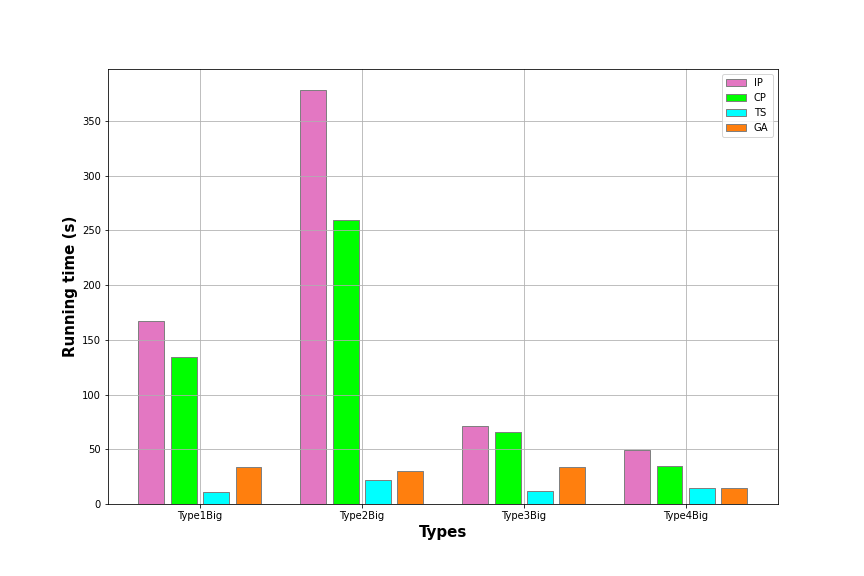 IP
CP
TS
GA
350
300
250
200
150
100
50
0
Running time (s)
Type1Big Type2Big Type3Big Type4Big
Types